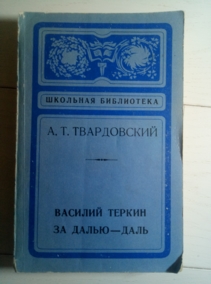 ШКОЛЬНАЯ БИБЛИОТЕКА
А. Т. ТВАРДОВСКИЙ
ВАСИЛИЙ ТЕРКИН
ЗА ДАЛЬЮ—ДАЛЬ